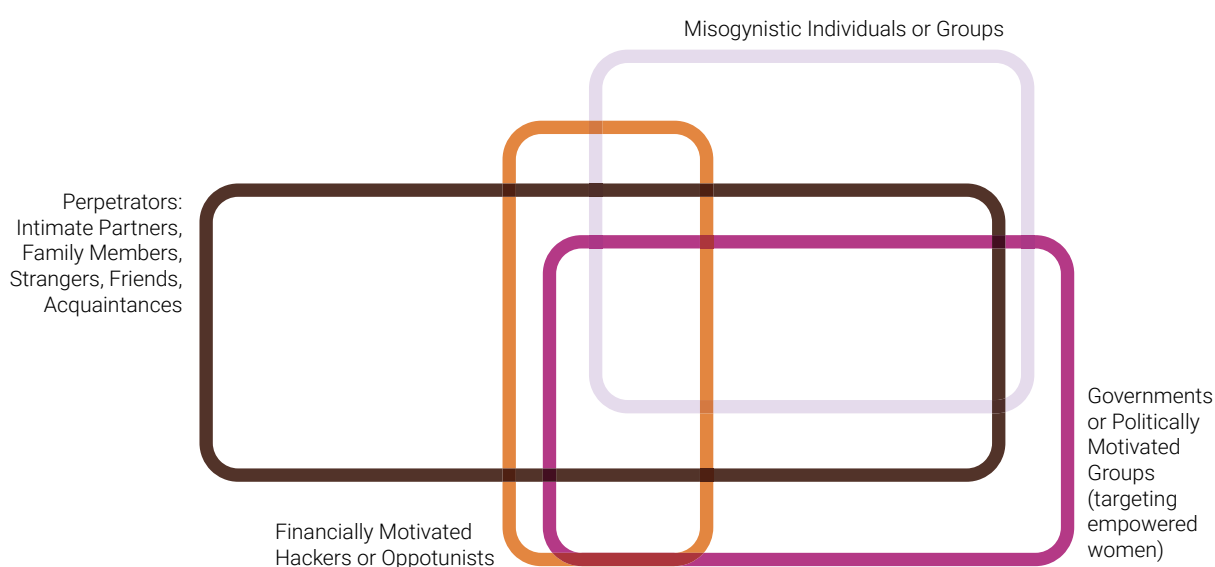 Misogynistic Individuals or Groups
Perpetrators:
Intimate Partners,
Family Members,
Strangers, Friends,
Acquaintances
Governments
or Politically
Motivated
Groups
(targeting
empowered
women)
Financially Motivated
Hackers or Oppotunists